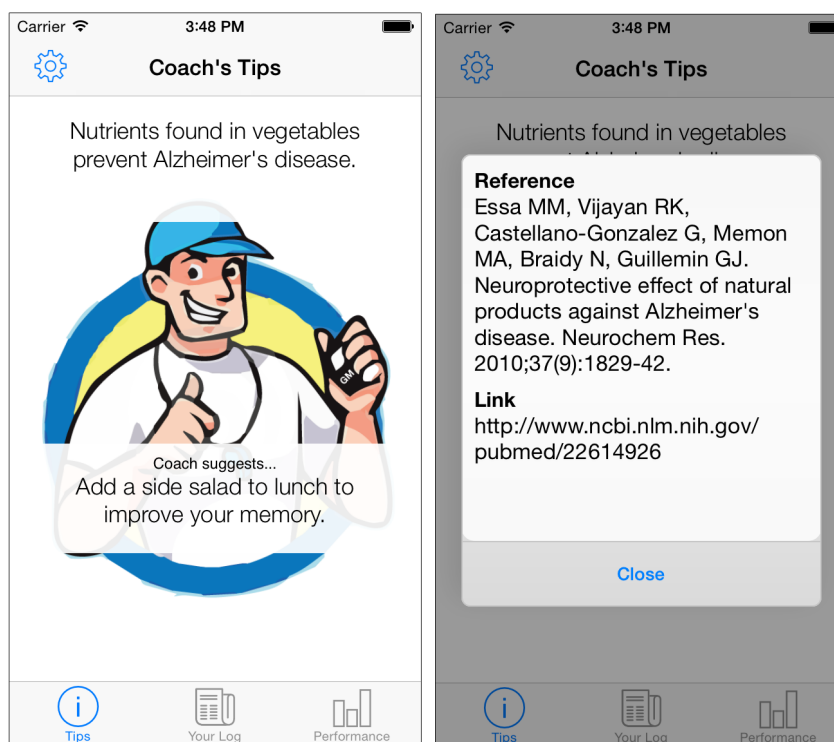 Carrier 3:48 PM
Coach's Tips
Nutrients found in vegetables
prevent Alzheimer's disease.
GM
Coach suggests...
Add a side salad to lunch to
improve your memory.
Tips Your Log Performance
Carrier 3:48 PM
Coach's Tips
Nutrients found in vegetables
Reference
Essa MM, Vijayan RK,
Castellano-Gonzalez G, Memon
MA, Braidy N, Guillemin GJ.
Neuroprotective effect of natural
products against Alzheimer's
disease. Neurochem Res.
2010;37(9):1829-42.
Link
http://www.ncbi.nlm.nih.gov/
pubmed/22614926
Close
Tips Your Log Performance